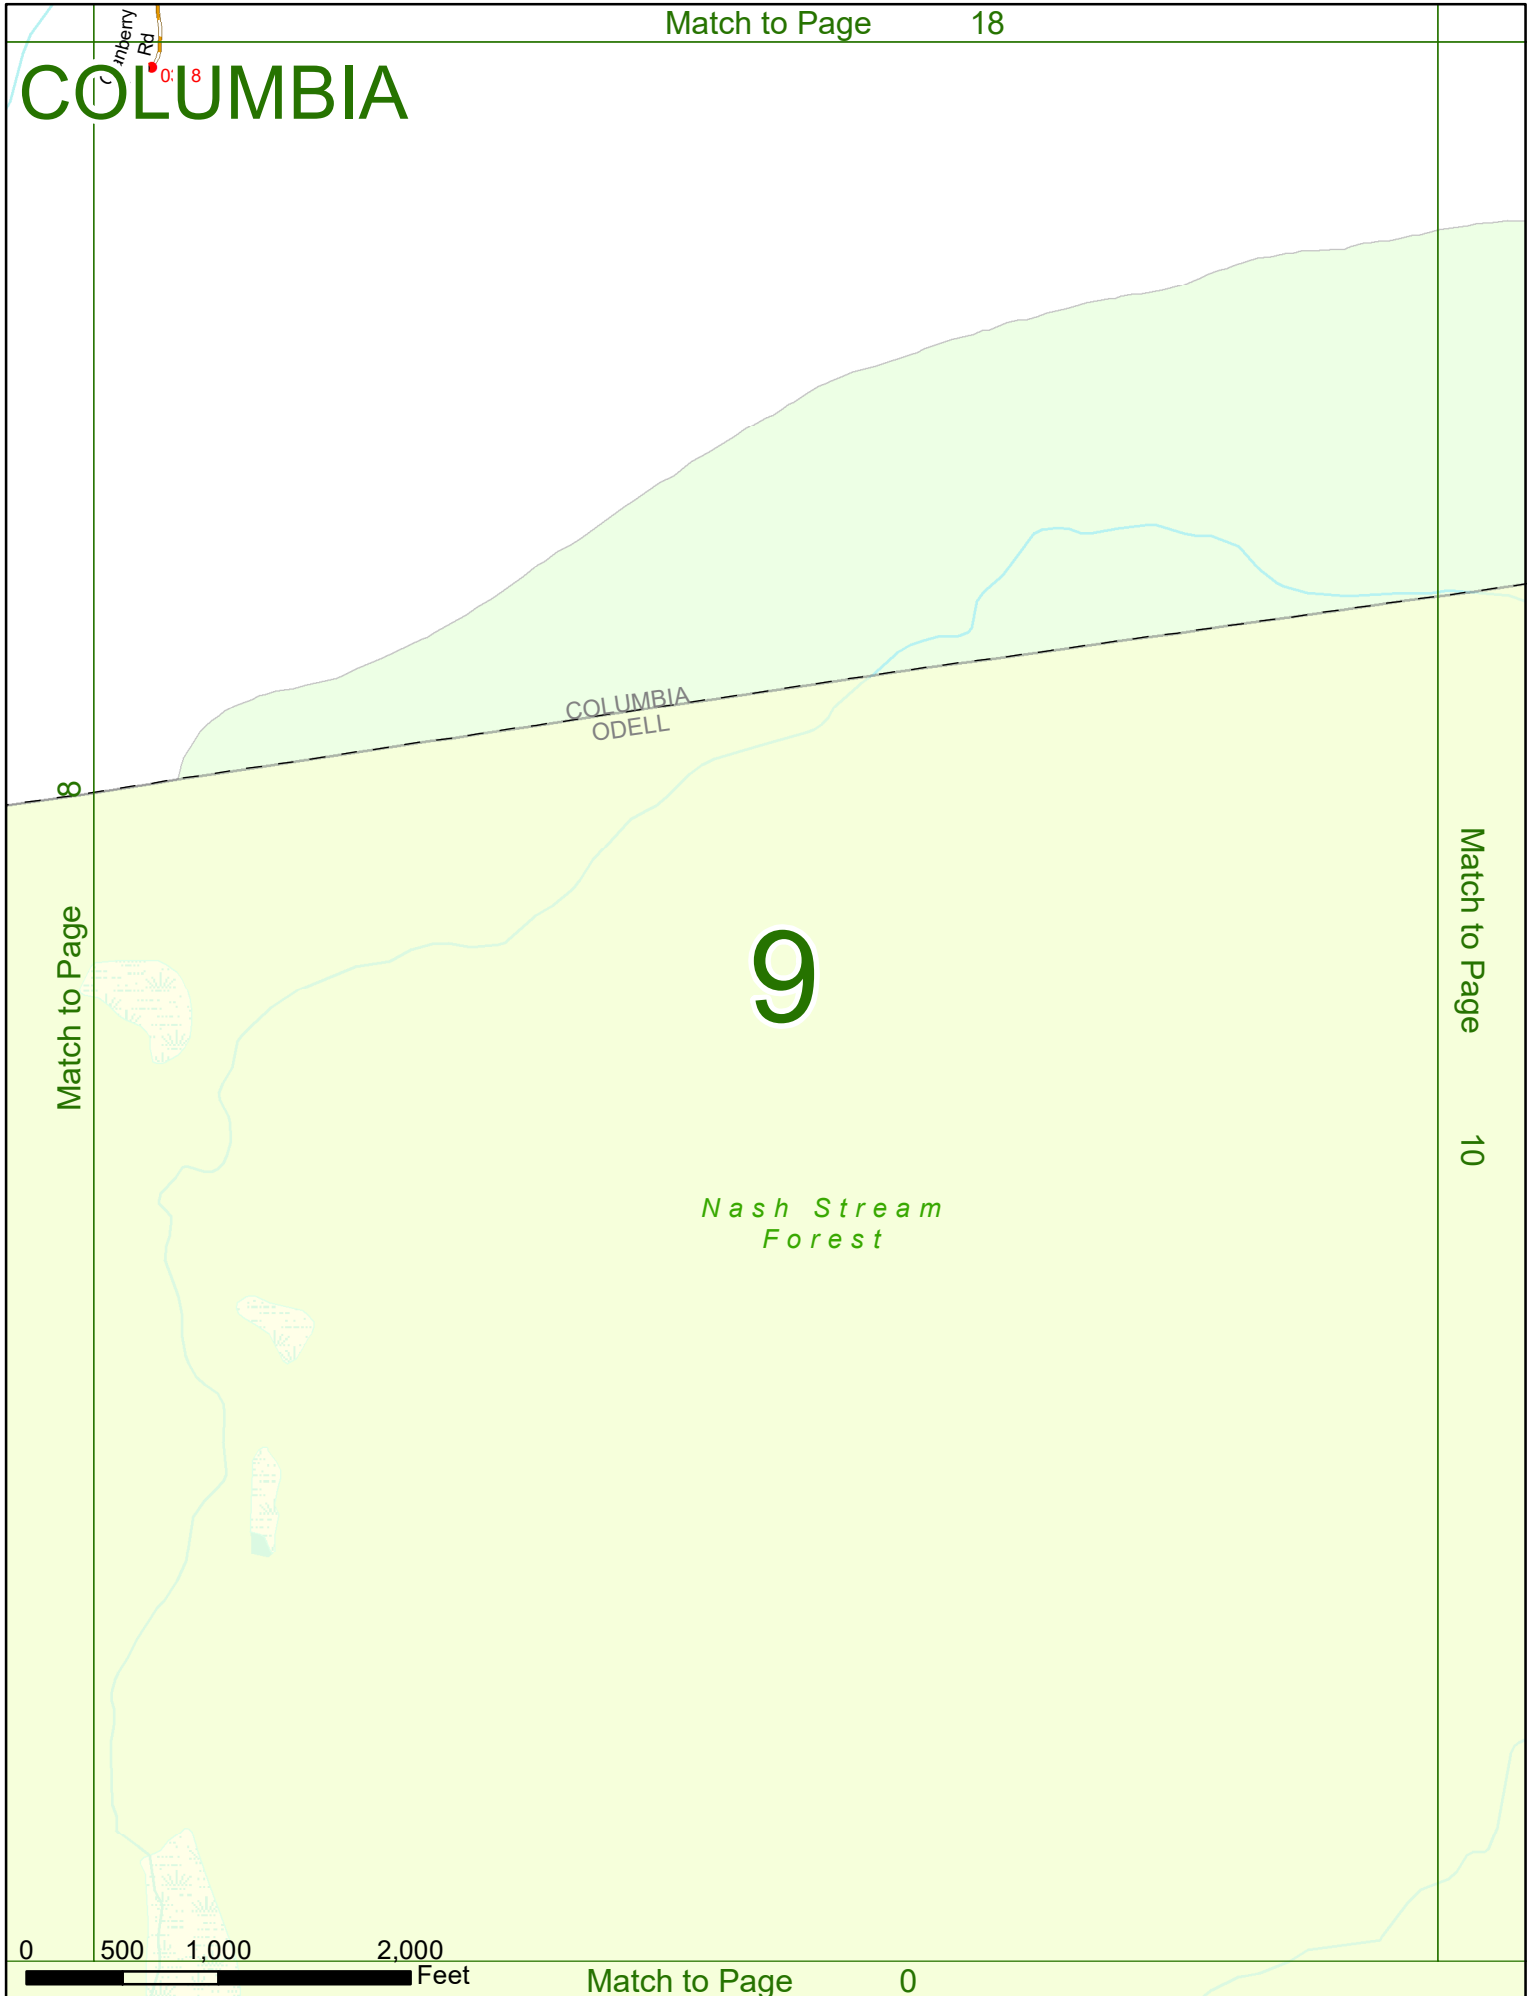 Match to Page 18
Rd
COLUMBIA
COLUMBIA
ODELL
Match to Page 8
9
Match to Page 10
Nash Stream
Forest
0 500 1,000 2,000
Feet
Match to Page 0